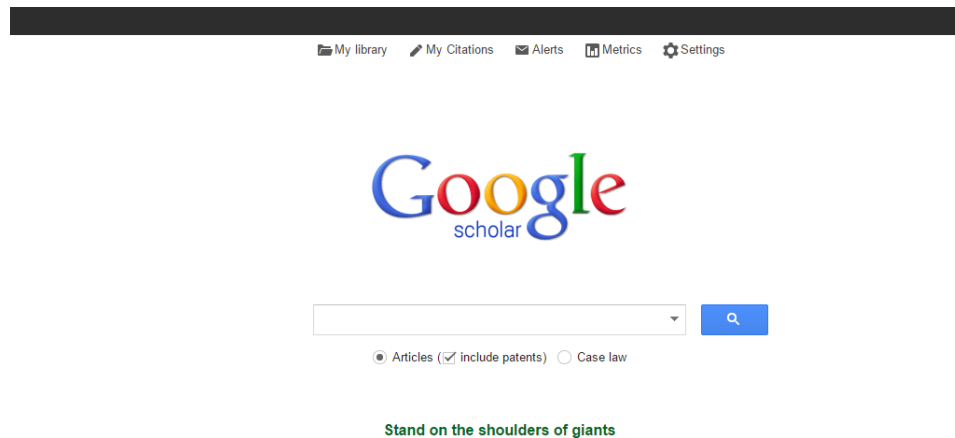 My library My Citations Alerts Metrics Settings
Google
scholar
Articles ( include patents) Case law
Stand on the shoulders of giants